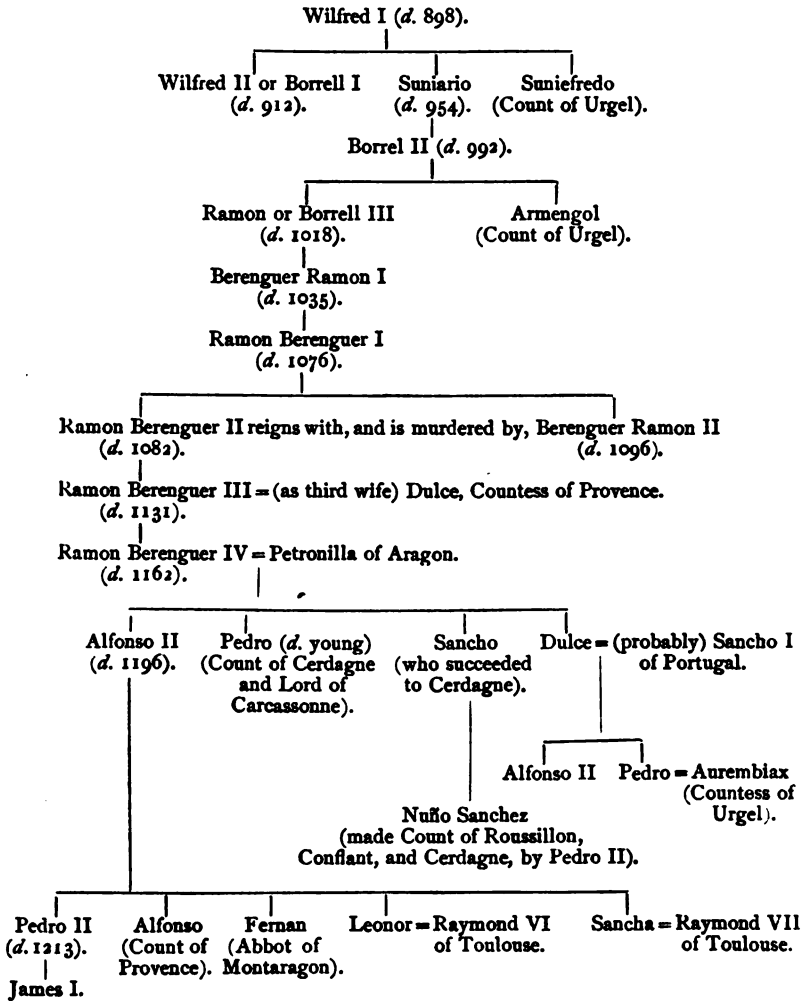 Wilfred I (d. 898).
Wilfred II or Borrell I Suniario Suniefredo
(d. 912). (d. 954). (Count of Urgel).
Borrel II (d. 992).
Ramon or Borrell III Armengol
(d. 1018). (Count of Urgel).
Berenguer Ramon I
(d. 1035).
Ramon Berenguer I
(d. 1076).
Ramon Berenguer II reigns with, and is murdered by, Berenguer Ramon II
(d. 1082). (d. 1096).
Ramon Berenguer III = (as third wife) Dulce, Countess of Provence.
(d. 1131).
Ramon Berenguer IV = Petronilla of Aragon.
(d. 1162).
Alfonso II Pedro (d. young) Sancho Dulce = (probably) Sancho I
(d. 1196). (Count of Cerdagne (who succeeded of Portugal.
and Lord of to Cerdagne).
Carcassonne).
Alfonso II Pedro = Aurembiax
(Countess of
Urgel).
Nuño Sanchez
(made Count of Roussillon,
Conflant, and Cerdagne, by Pedro II).
Pedro II Alfonso Fernan Leonor = Raymond VI Sancha = Raymond VII
(d. 1213). (Count of (Abbot of of Toulouse. of Toulouse.
Provence). Montaragon).
James I.